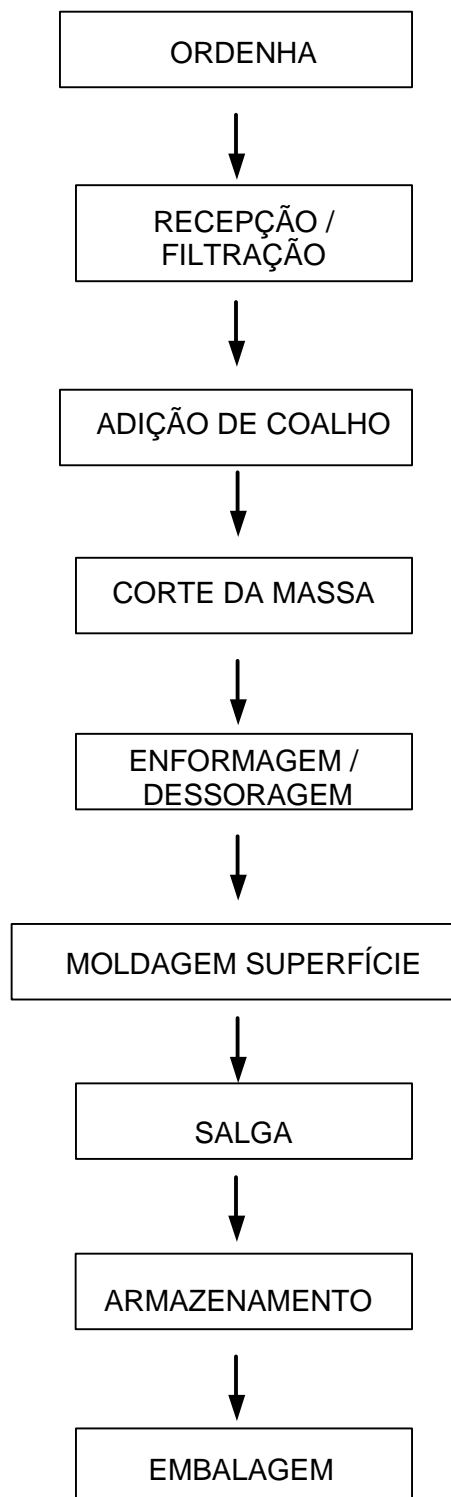 ORDENHA
RECEPÇÃO /
FILTRAÇÃO
ADIÇÃO DE COALHO
CORTE DA MASSA
ENFORMAGEM /
DESSORAGEM
MOLDAGEM SUPERFÍCIE
SALGA
ARMAZENAMENTO
EMBALAGEM